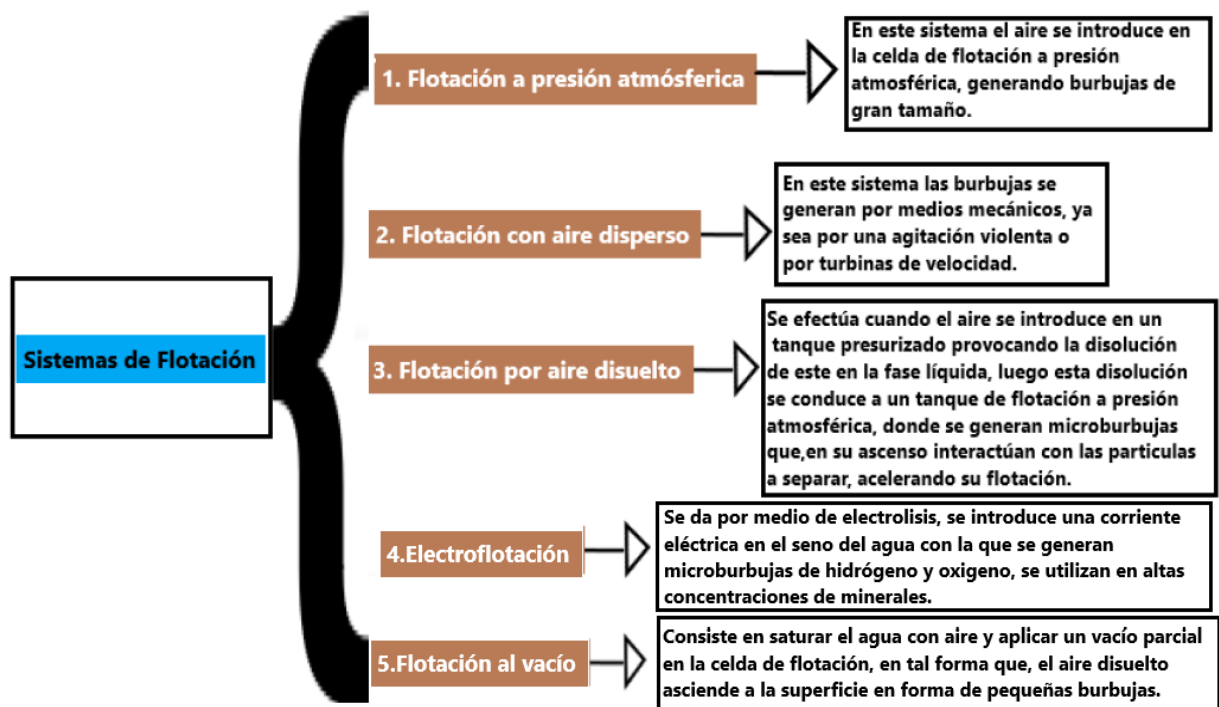 Sistemas de Flotación
1. Flotación a presión atmósferica
En este sistema el aire se introduce en
la celda de flotación a presión
atmosférica, generando burbujas de
gran tamaño.
2. Flotación con aire disperso
En este sistema las burbujas se
generan por medios mecánicos, ya
sea por una agitación violenta o
por turbinas de velocidad.
3. Flotación por aire disuelto
Se efectúa cuando el aire se introduce en un
tanque presurizado provocando la disolución
de este en la fase líquida, luego esta disolución
se conduce a un tanque de flotación a presión
atmosférica, donde se generan microburbujas
que,en su ascenso interactúan con las particulas
a separar, acelerando su flotación.
4.Electroflotación
Se da por medio de electrolisis, se introduce una corriente
eléctrica en el seno del agua con la que se generan
microburbujas de hidrógeno y oxigeno, se utilizan en altas
concentraciones de minerales.
5.Flotación al vacío
Consiste en saturar el agua con aire y aplicar un vacío parcial
en la celda de flotación, en tal forma que, el aire disuelto
asciende a la superficie en forma de pequeñas burbujas.